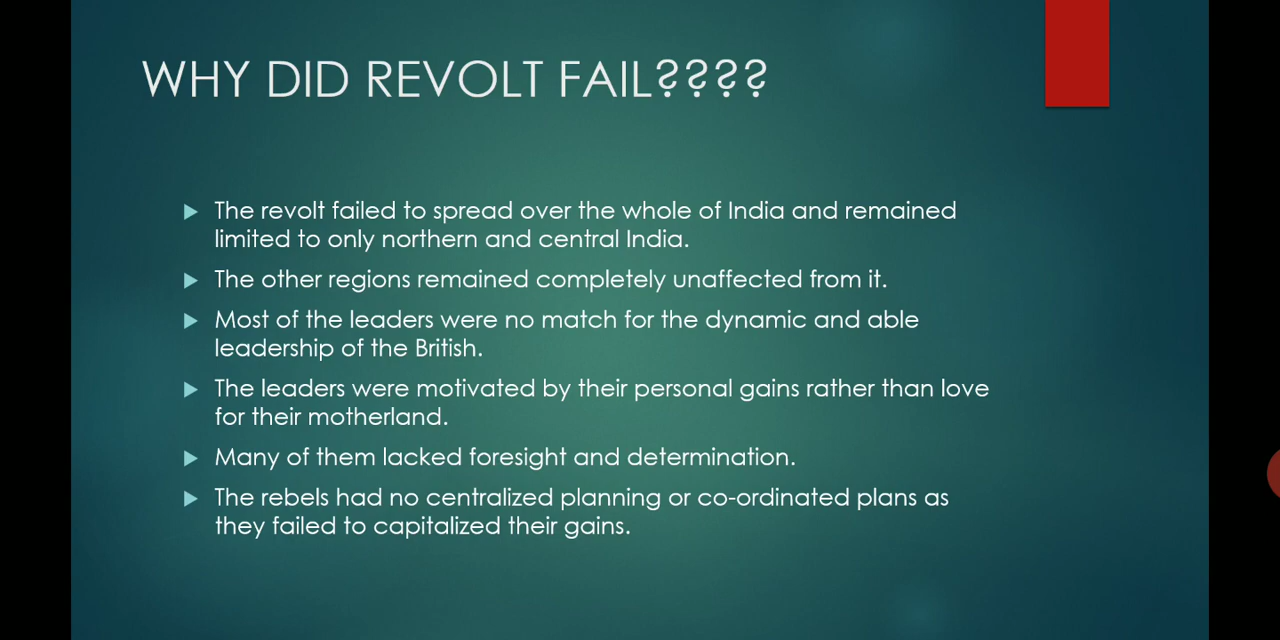 WHY DID REVOLT FAIL????
The revolt failed to spread over the whole of India and remained
limited to only northern and central India.
The other regions remained completely unaffected from it.
Most of the leaders were no match for the dynamic and able
leadership of the British.
The leaders were motivated by their personal gains rather than love
for their motherland.
Many of them lacked foresight and determination.
The rebels had no centralized planning or co-ordinated plans as
they failed to capitalized their gains.